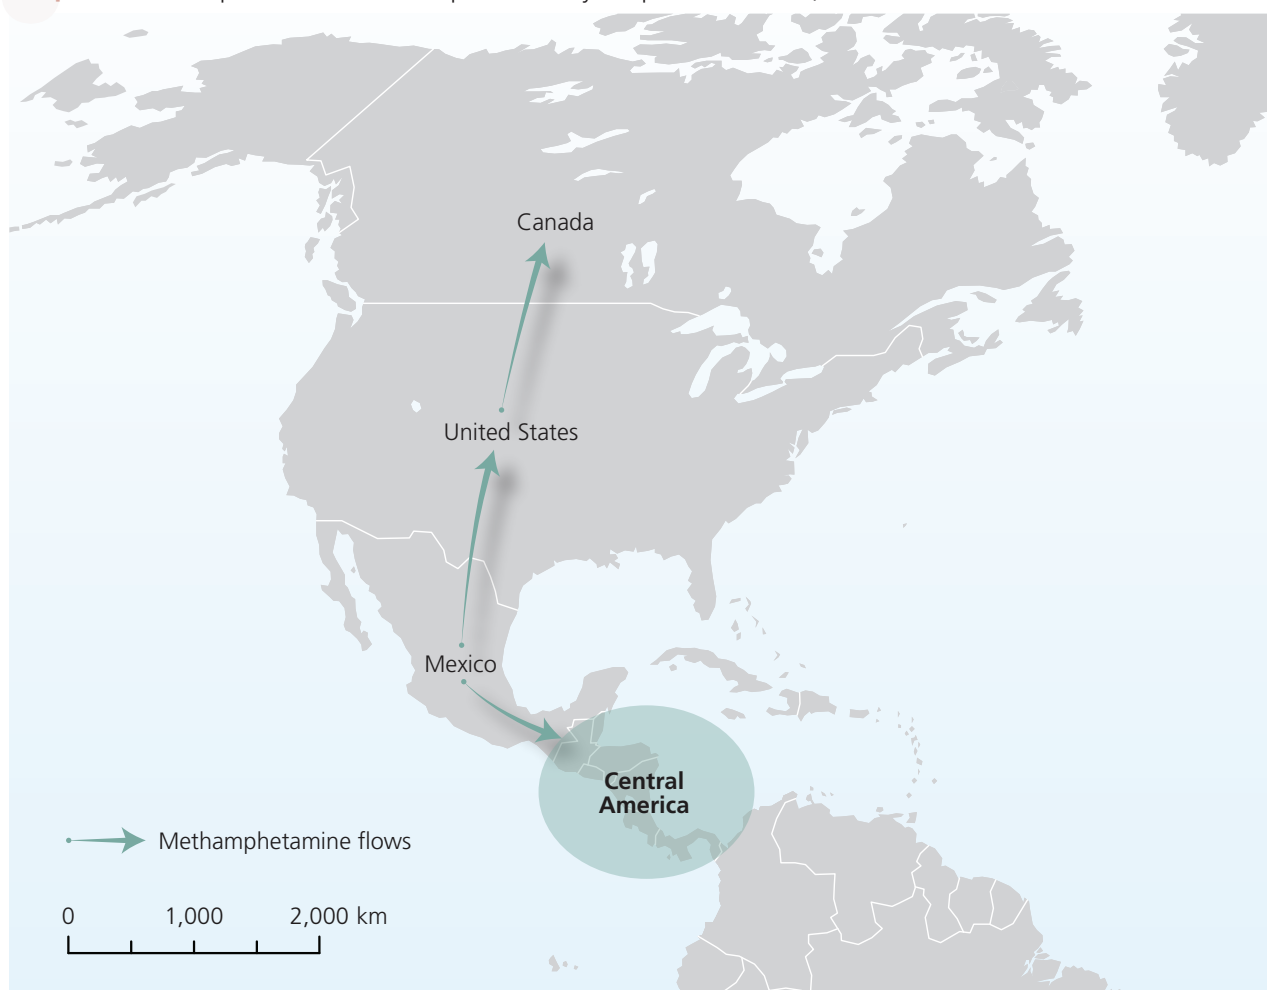 Canada
United States
Mexico
Central
America
Methamphetamine flows
0 1,000 2,000 km